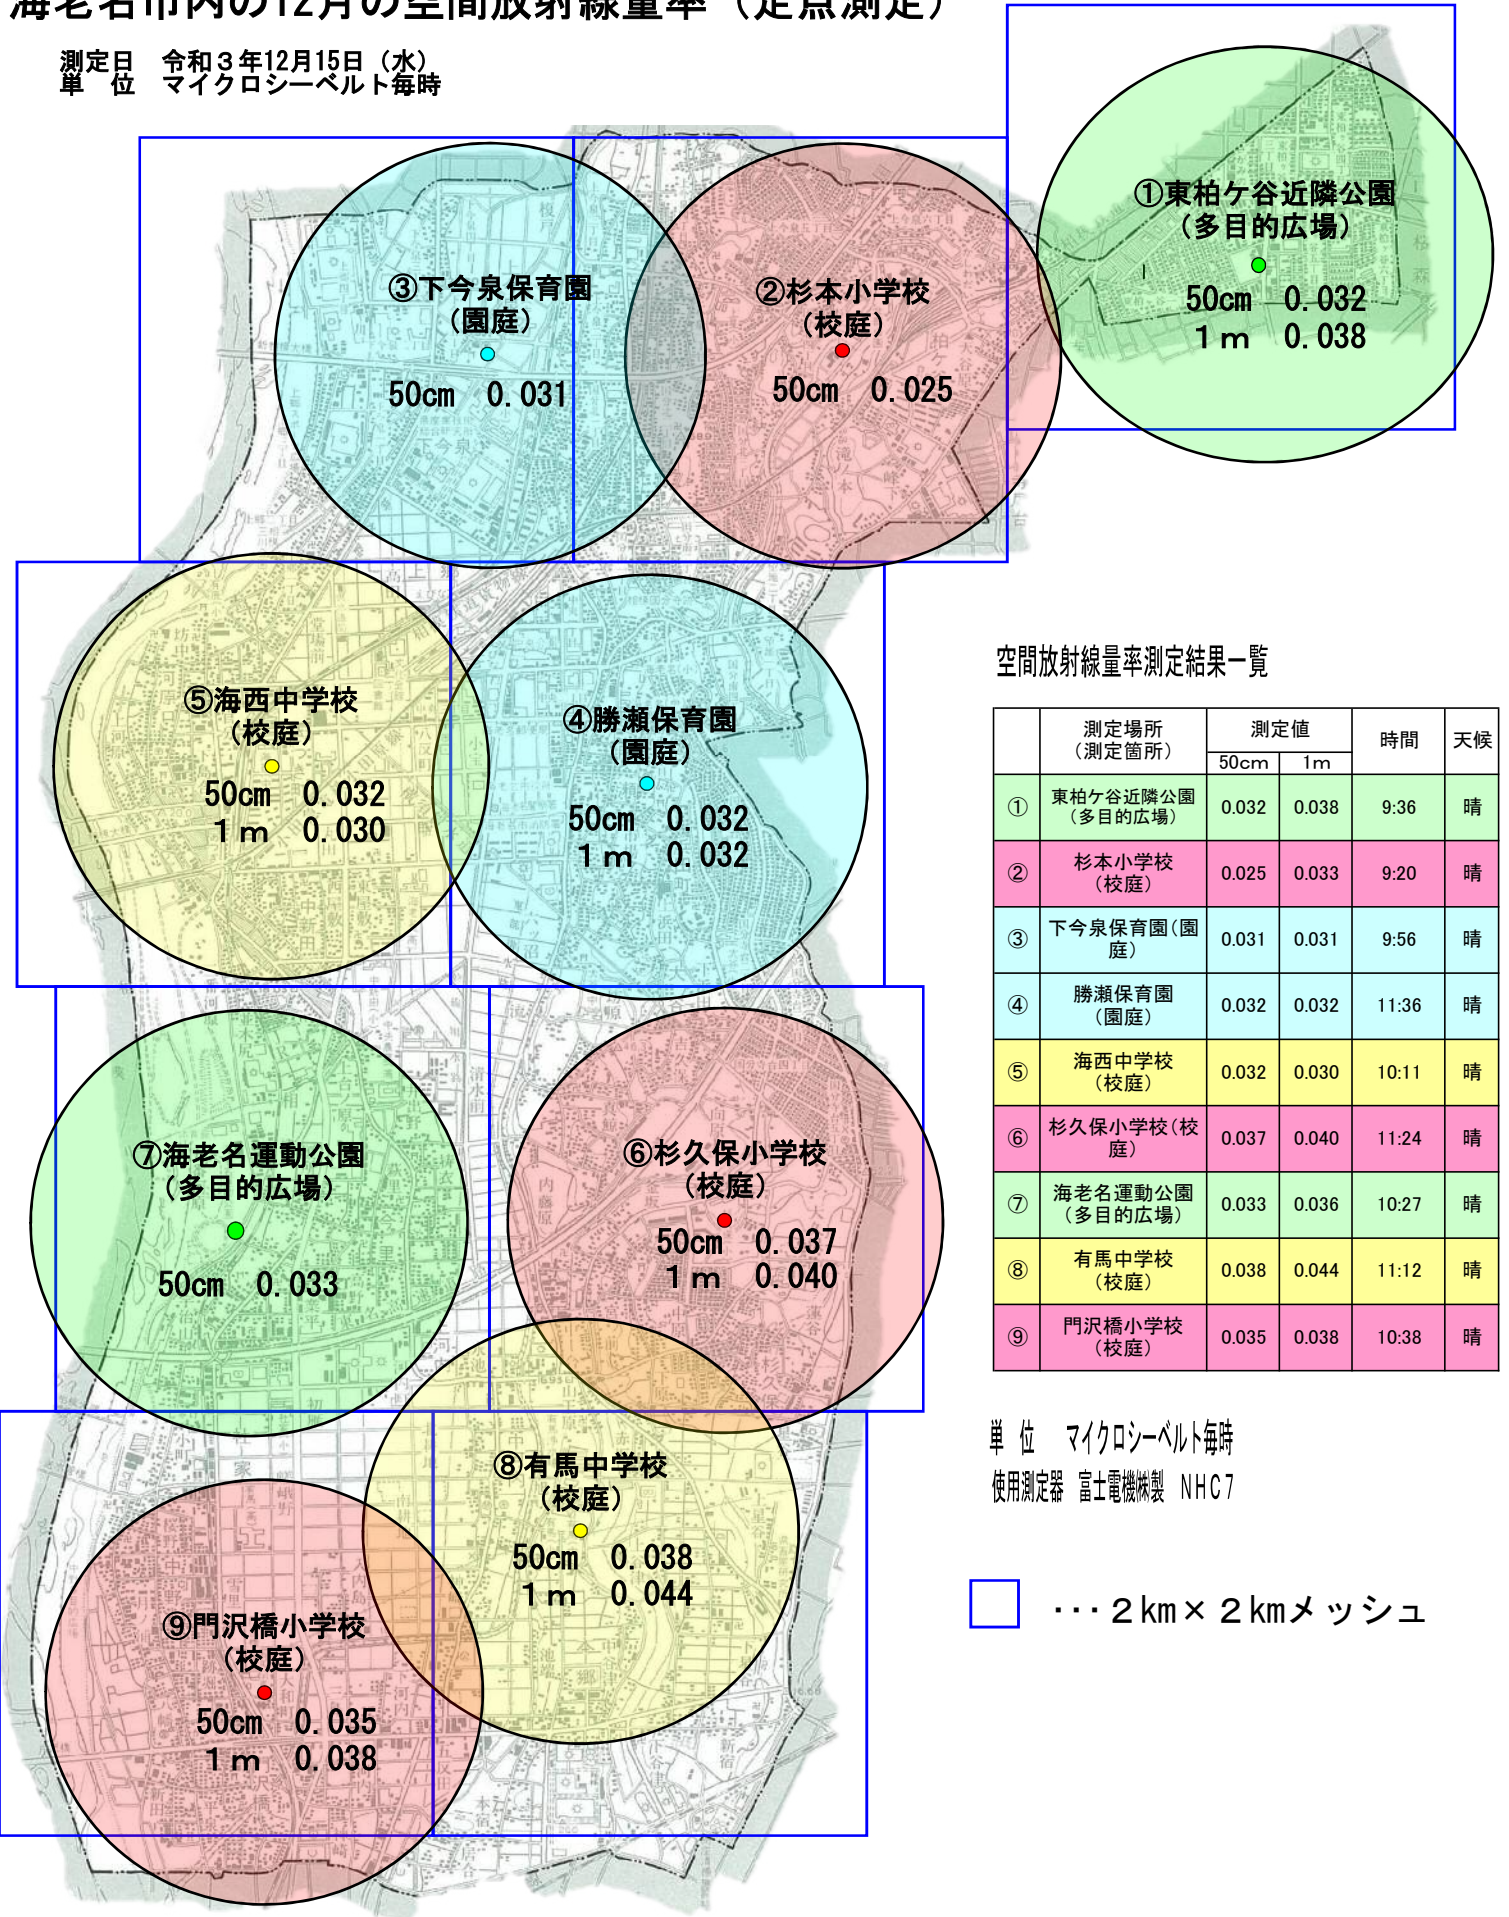 海老名市内の12月の空間放射線量率（定点測定）
測定日　令和３年12月15日（水）
単　位　マイクロシーベルト毎時
①東柏ケ谷近隣公園
（多目的広場）
50cm　0.032
１ｍ　0.038
③下今泉保育園
（園庭）
50cm　0.031
②杉本小学校
（校庭）
50cm　0.025
⑤海西中学校
（校庭）
50cm　0.032
１ｍ　0.030
④勝瀬保育園
（園庭）
50cm　0.032
１ｍ　0.032
⑦海老名運動公園
（多目的広場）
50cm　0.033
⑥杉久保小学校
（校庭）
50cm　0.037
１ｍ　0.040
⑧有馬中学校
（校庭）
50cm　0.038
１ｍ　0.044
⑨門沢橋小学校
（校庭）
50cm　0.035
１ｍ　0.038
空間放射線量率測定結果一覧
測定場所
（測定箇所）
測定値
50cm　1m
時間
天候
①　東柏ケ谷近隣公園
（多目的広場）　0.032　0.038　9:36　晴
②　杉本小学校
（校庭）　0.025　0.033　9:20　晴
③　下今泉保育園（園
庭）　0.031　0.031　9:56　晴
④　勝瀬保育園
（園庭）　0.032　0.032　11:36　晴
⑤　海西中学校
（校庭）　0.032　0.030　10:11　晴
⑥　杉久保小学校（校
庭）　0.037　0.040　11:24　晴
⑦　海老名運動公園
（多目的広場）　0.033　0.036　10:27　晴
⑧　有馬中学校
（校庭）　0.038　0.044　11:12　晴
⑨　門沢橋小学校
（校庭）　0.035　0.038　10:38　晴
単　位　マイクロシーベルト毎時
使用測定器　富士電機㈱製　ＮＨＣ７
･･･２km×２kmメッシュ